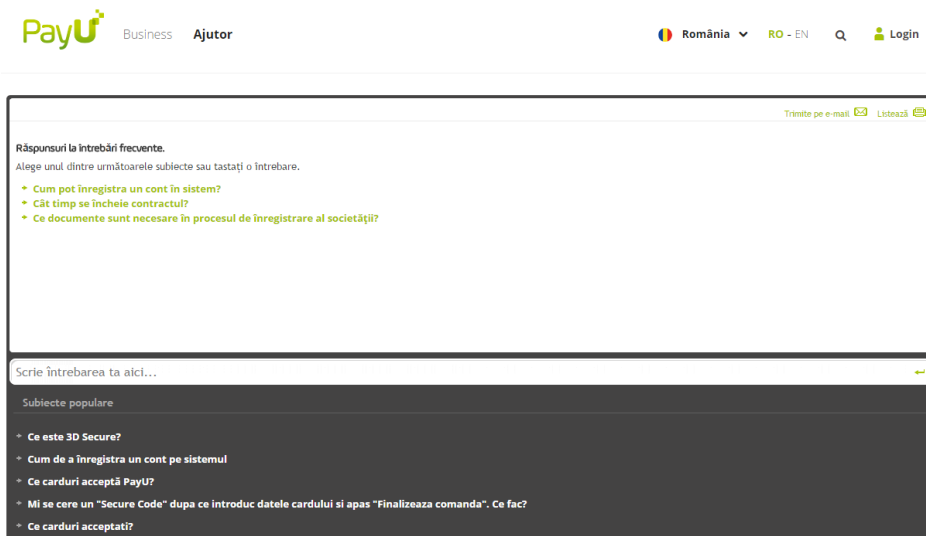 PayU Business Ajutor România RO - EN Login
Trimite pe e-mail Listează
Răspunsuri la întrebări frecvente.
Alege unul dintre următoarele subiecte sau tastați o întrebare.
Cum pot înregistra un cont în sistem?
Cât timp se încheie contractul?
Ce documente sunt necesare în procesul de înregistrare al societății?
Scrie întrebarea ta aici...
Subiecte populare
Ce este 3D Secure?
Cum de a înregistra un cont pe sistemul
Ce carduri acceptă PayU?
Mi se cere un "Secure Code" dupa ce introduc datele cardului si apas "Finalizeaza comanda". Ce fac?
Ce carduri acceptati?